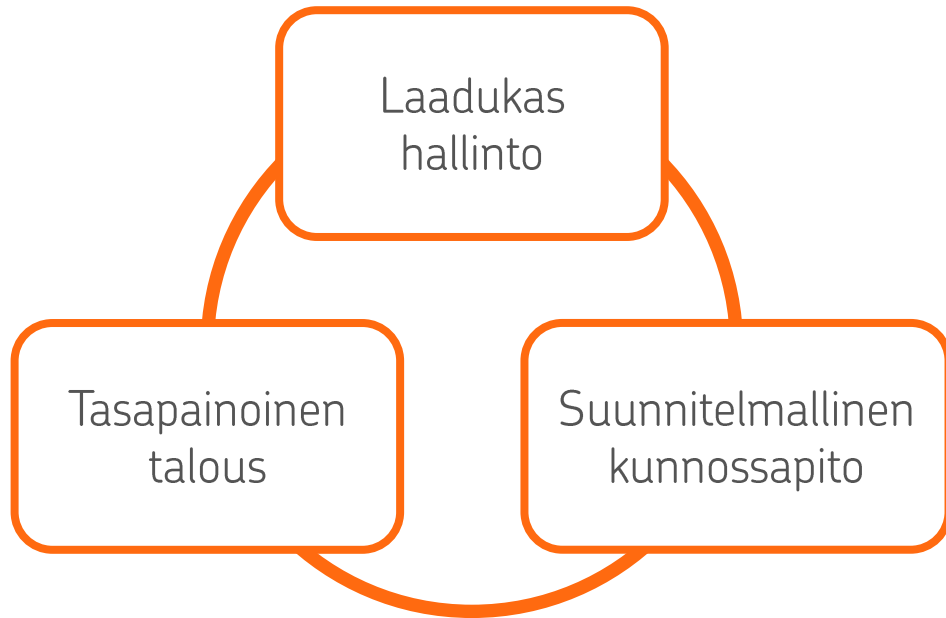 Laadukas
hallinto
Tasapainoinen
talous
Suunnitelmallinen
kunnossapito